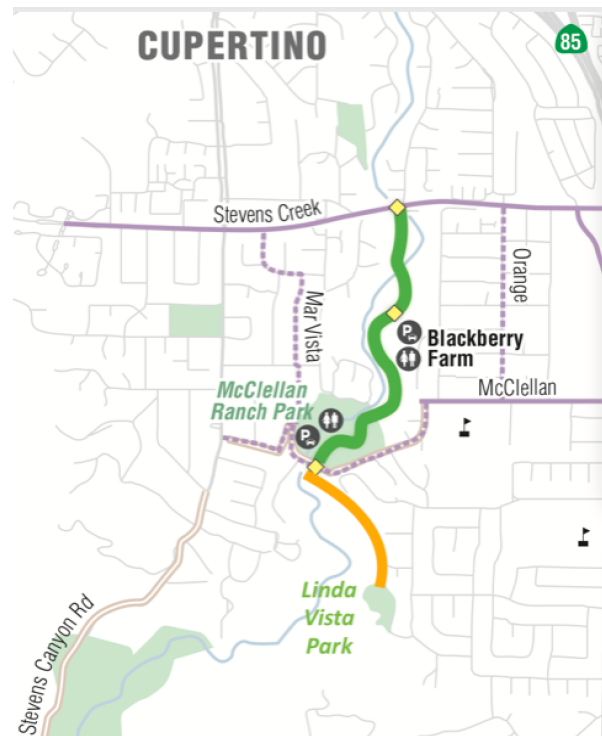 CUPERTINO
85
Stevens Creek
Orange
Mar Vista
P
Blackberry
Farm
McClellan
McClellan
Ranch Park
P
Linda
Vista
Park
Stevens Canyon Rd